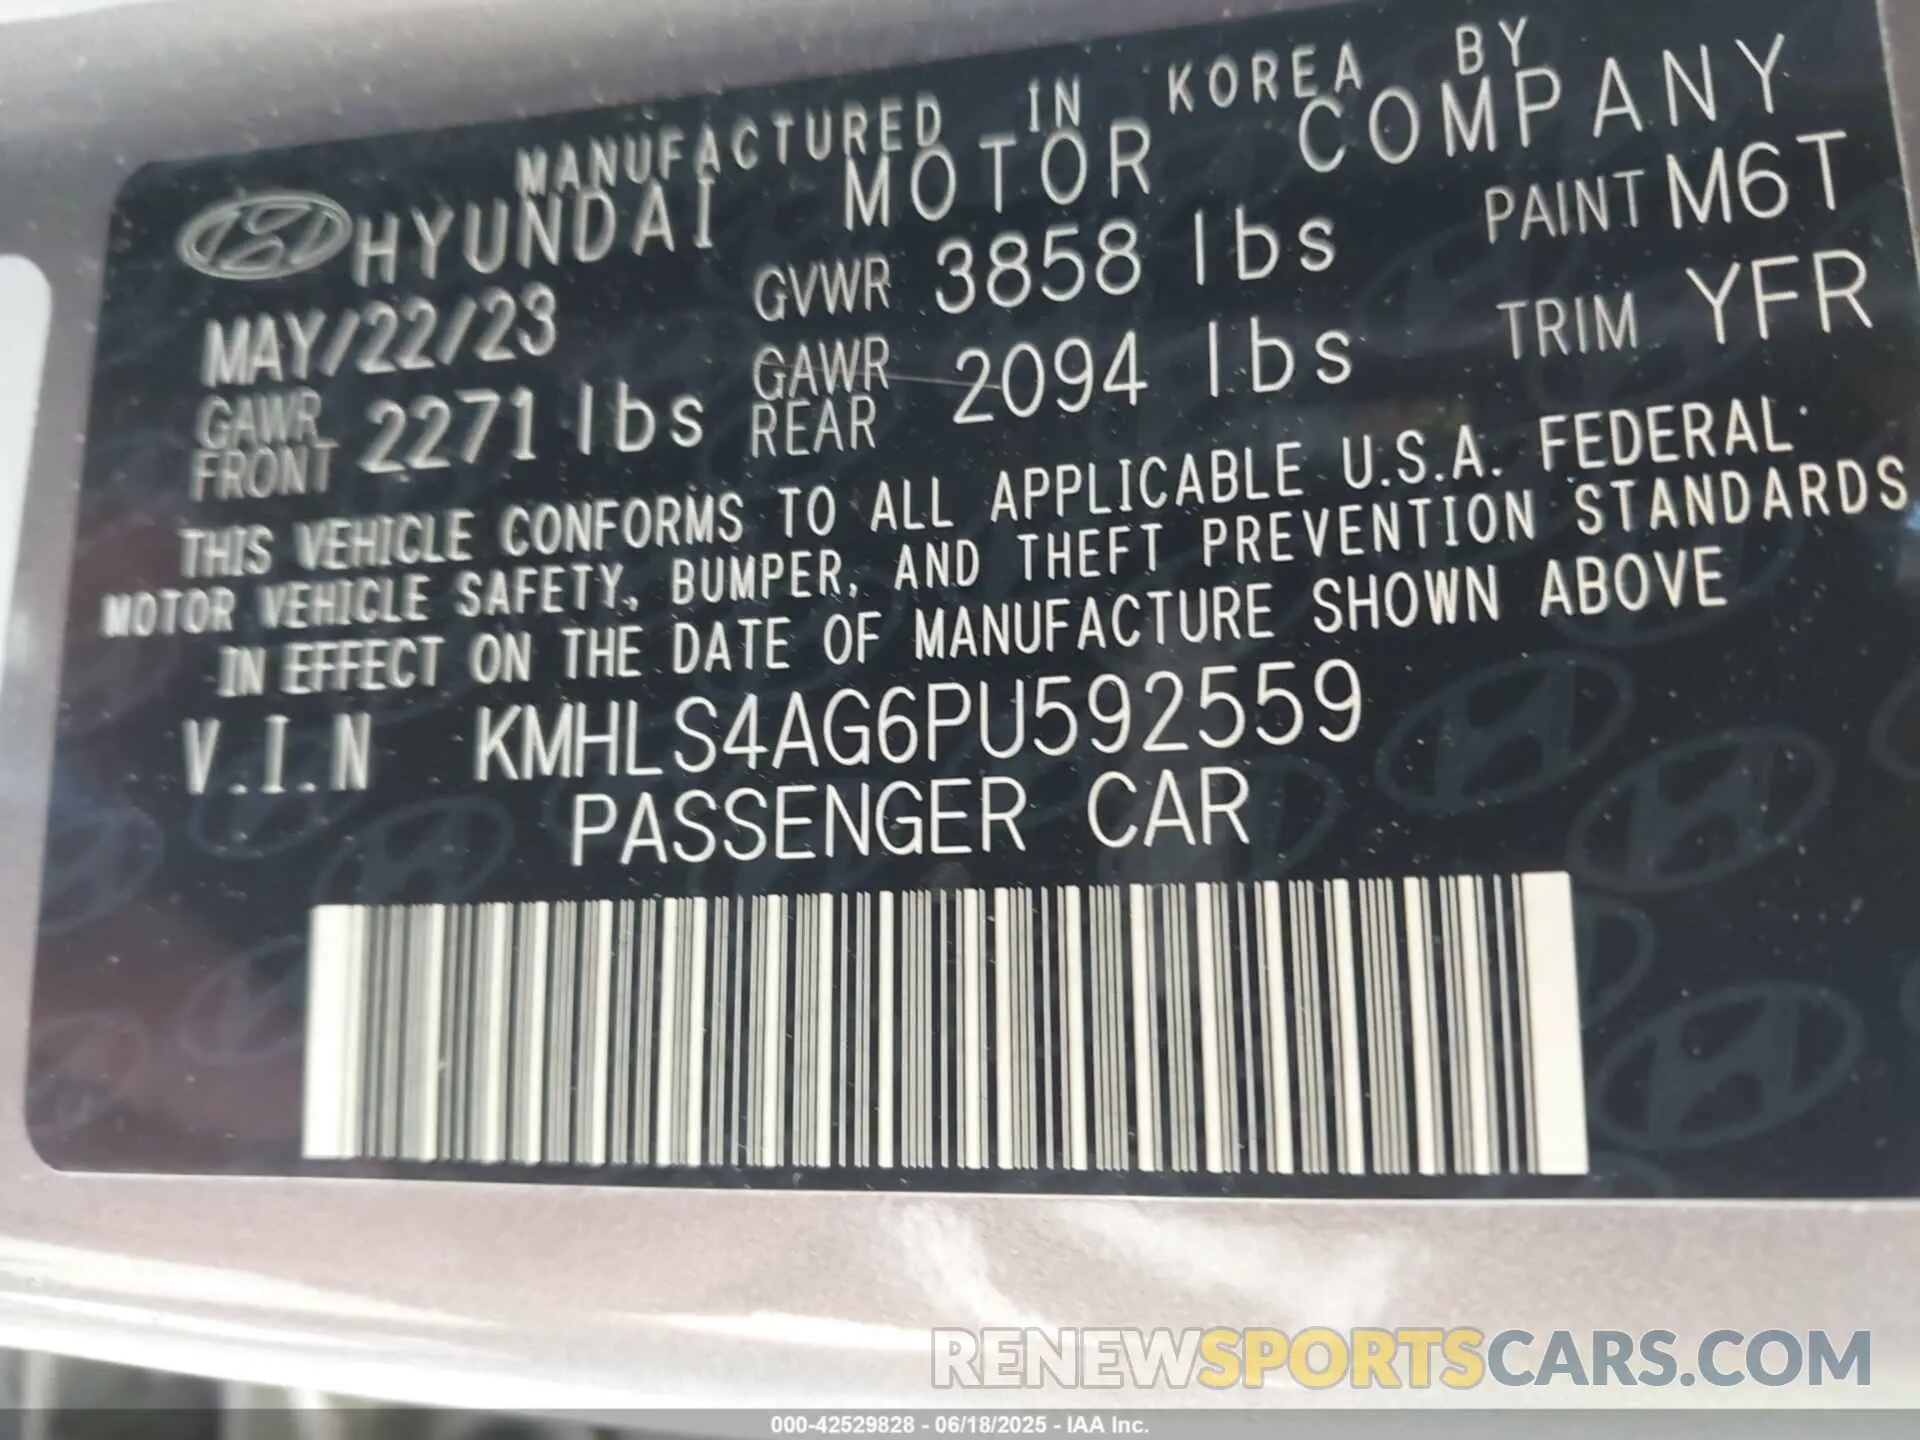 MANUFACTURED IN KOREA BY
HYUNDAI MOTOR COMPANY
MAY/22/23 GVWR 3858 lbs PAINT M6T
GAWR FRONT 2271 lbs GAWR REAR 2094 lbs TRIM YFR
THIS VEHICLE CONFORMS TO ALL APPLICABLE U.S.A. FEDERAL
MOTOR VEHICLE SAFETY, BUMPER, AND THEFT PREVENTION STANDARDS
IN EFFECT ON THE DATE OF MANUFACTURE SHOWN ABOVE
V.I.N KMHLS4AG6PU592559
PASSENGER CAR
RENEWSPORTSCARS.COM
000-42529828 - 06/18/2025 - IAA Inc.